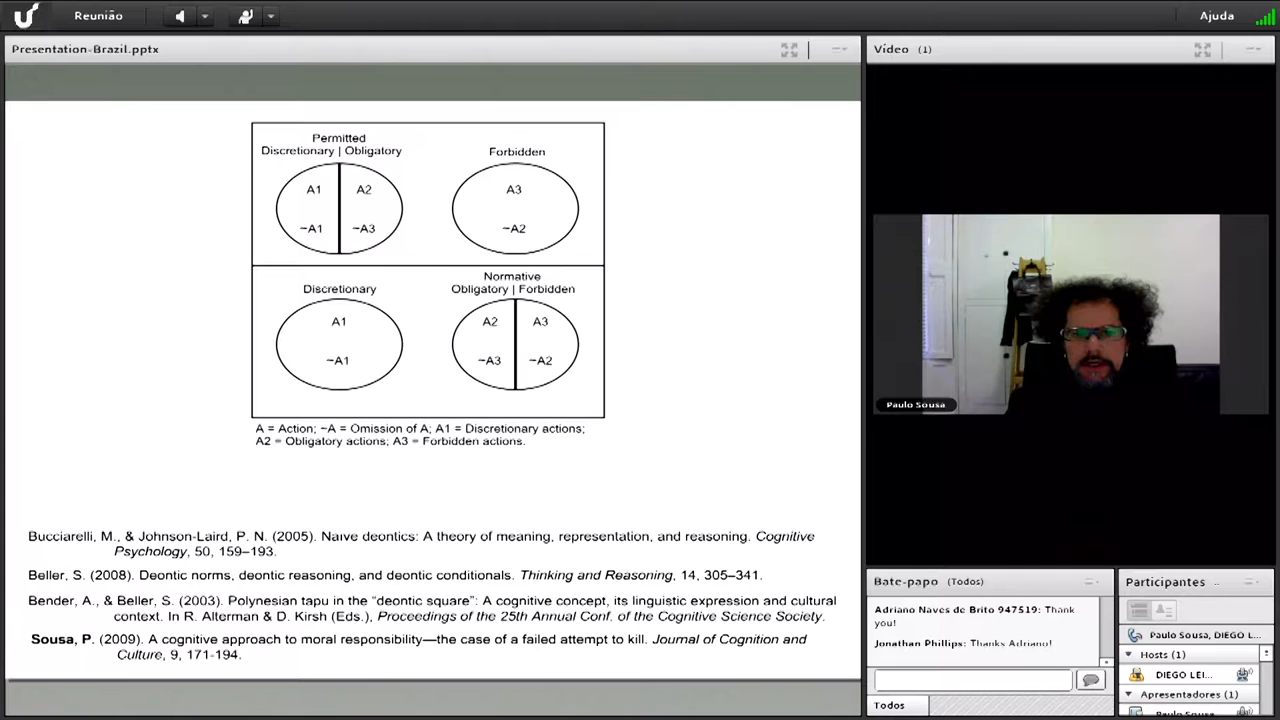 Reunião
Ajuda
Presentation-Brazil.pptx
Permitted
Discretionary | Obligatory
Forbidden
A1 A2
~A1 ~A3
A3
~A2
Discretionary
Normative
Obligatory | Forbidden
A1
~A1
A2 A3
~A3 ~A2
A = Action; ~A = Omission of A; A1 = Discretionary actions;
A2 = Obligatory actions; A3 = Forbidden actions.
Bucciarelli, M., & Johnson-Laird, P. N. (2005). Naïve deontics: A theory of meaning, representation, and reasoning. Cognitive
Psychology, 50, 159–193.
Beller, S. (2008). Deontic norms, deontic reasoning, and deontic conditionals. Thinking and Reasoning, 14, 305–341.
Bender, A., & Beller, S. (2003). Polynesian tapu in the “deontic square”: A cognitive concept, its linguistic expression and cultural
context. In R. Alterman & D. Kirsh (Eds.), Proceedings of the 25th Annual Conf. of the Cognitive Science Society.
Sousa, P. (2009). A cognitive approach to moral responsibility—the case of a failed attempt to kill. Journal of Cognition and
Culture, 9, 171-194.
Vídeo (1)
Paulo Sousa
Bate-papo (Todos)
Adriano Naves de Brito 947519: Thank
you!
Jonathan Phillips: Thanks Adriano!
Todos
Participantes ..
Paulo Sousa, DIEGO L...
Hosts (1)
DIEGO LEI...
Apresentadores (1)
Paulo Sousa